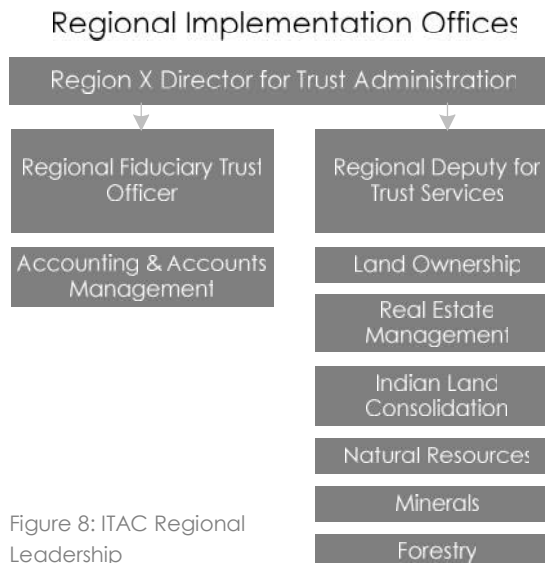 Regional Implementation Offices
Region X Director for Trust Administration
Regional Fiduciary Trust
Officer
Accounting & Accounts
Management
Regional Deputy for
Trust Services
Land Ownership
Real Estate
Management
Indian Land
Consolidation
Natural Resources
Minerals
Forestry
Figure 8: ITAC Regional
Leadership